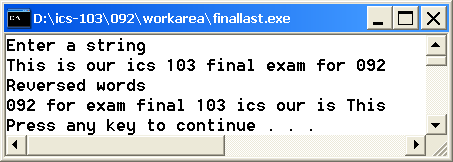 D:\ics-103\092\workarea\finallast.exe
Enter a string
This is our ics 103 final exam for 092
Reversed words
092 for exam final 103 ics our is This
Press any key to continue . . .